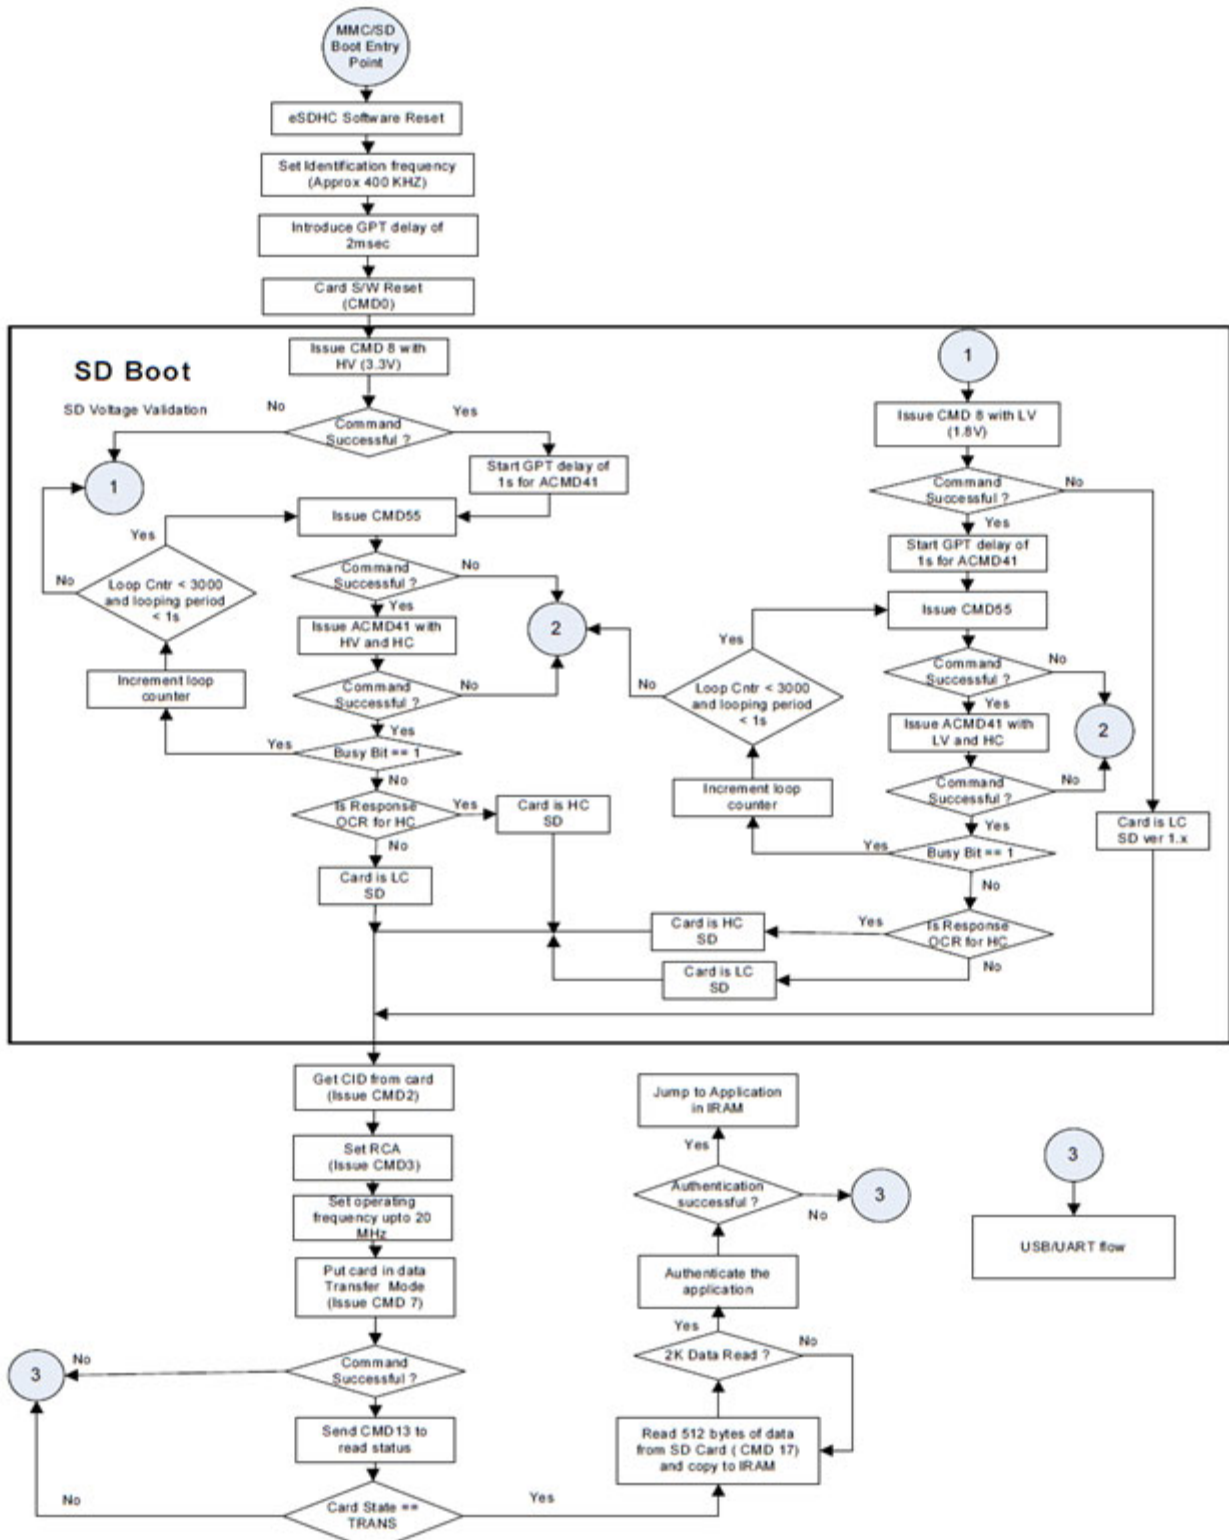 MMC/SD
Boot Entry
Point
eSDHC Software Reset
Set Identification frequency
(Approx 400 KHZ)
Introduce GPT delay of
2msec
Card S/W Reset
(CMD0)
SD Boot
SD Voltage Validation
Issue CMD 8 with
HV (3.3V)
No
Command
Successful ?
Yes
1
Start GPT delay of
1s for ACMD41
Yes
Issue CMD55
No
Loop Cntr < 3000
and looping period
< 1s
Command
Successful ?
No
Yes
Issue ACMD41 with
HV and HC
2
Increment loop
counter
Command
Successful ?
No
Yes
Yes
Busy Bit == 1
No
Is Response
OCR for HC
Yes
Card is HC
SD
No
Card is LC
SD
1
Issue CMD 8 with LV
(1.8V)
Command
Successful ?
No
Yes
Start GPT delay of
1s for ACMD41
Yes
Issue CMD55
No
Loop Cntr < 3000
and looping period
< 1s
Command
Successful ?
No
Yes
Issue ACMD41 with
LV and HC
2
Increment loop
counter
Command
Successful ?
No
Yes
Card is LC
SD ver 1.x
Yes
Busy Bit == 1
No
Card is HC
SD
Yes
Is Response
OCR for HC
No
Card is LC
SD
Get CID from card
(Issue CMD2)
Set RCA
(Issue CMD3)
Set operating
frequency upto 20
MHz
Put card in data
Transfer Mode
(Issue CMD 7)
3
No
Command
Successful ?
Send CMD13 to
read status
No
Card State ==
TRANS
Yes
Jump to Application
in IRAM
Yes
Authentication
successful ?
No
3
Authenticate the
application
Yes
2K Data Read ?
No
Read 512 bytes of data
from SD Card ( CMD 17)
and copy to IRAM
3
USB/UART flow